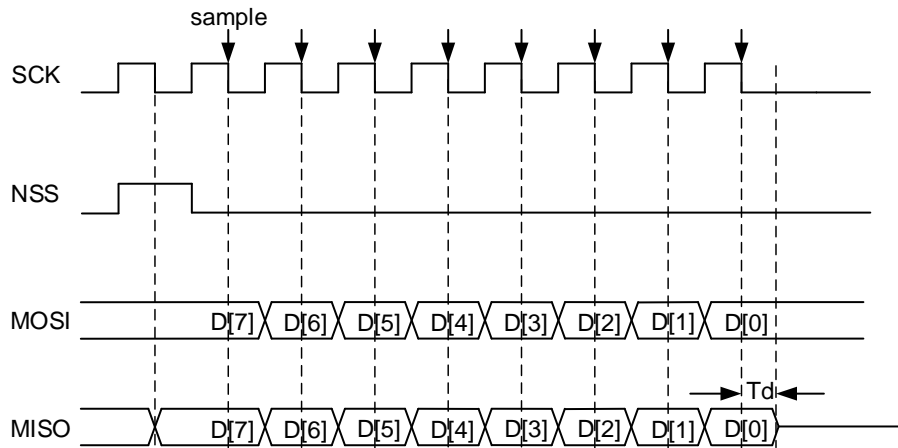 sample
SCK
NSS
MOSI D[7] D[6] D[5] D[4] D[3] D[2] D[1] D[0]
Td
MISO D[7] D[6] D[5] D[4] D[3] D[2] D[1] D[0]